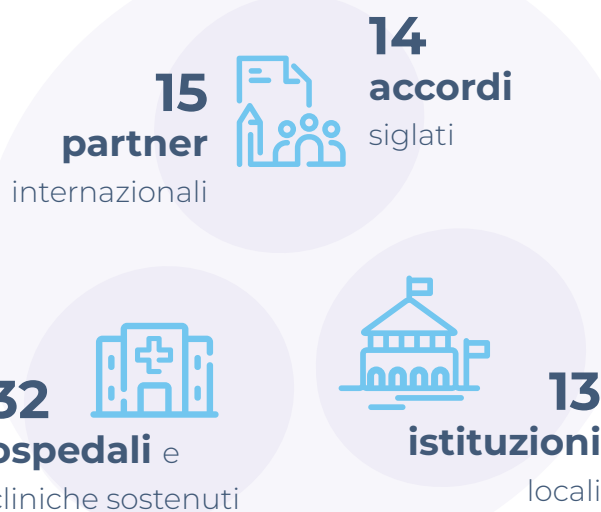 15
partner
internazionali
14
accordi
siglati
32
ospedali e
cliniche sostenuti
13
istituzioni
locali